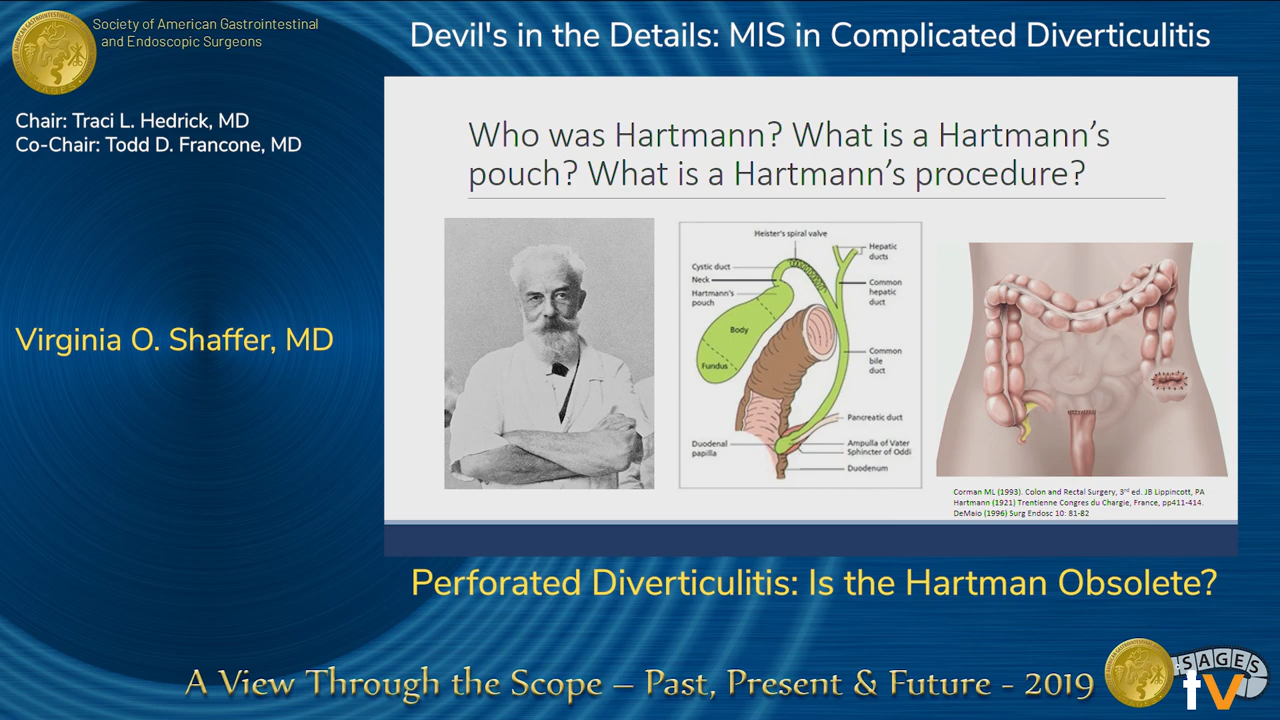 Society of American Gastrointestinal
and Endoscopic Surgeons
Devil's in the Details: MIS in Complicated Diverticulitis
Chair: Traci L. Hedrick, MD
Co-Chair: Todd D. Francone, MD
Virginia O. Shaffer, MD
Who was Hartmann? What is a Hartmann's
pouch? What is a Hartmann's procedure?
Heister's spiral valve
Hepatic
ducts
Cystic duct
Neck
Hartmann's
pouch
Common
hepatic
duct
Body
Fundus
Common
bile
duct
Pancreatic duct
Duodenal
papilla
Ampulla of Vater
Sphincter of Oddi
Duodenum
Corman ML (1993). Colon and Rectal Surgery, 3rd ed. JB Lippincott, PA
Hartmann (1921) Trentienne Congres du Chargie, France, pp411-414.
DeMaio (1996) Surg Endosc 10: 81-82
Perforated Diverticulitis: Is the Hartman Obsolete?
A View Through the Scope – Past, Present & Future - 2019
SAGES
tv